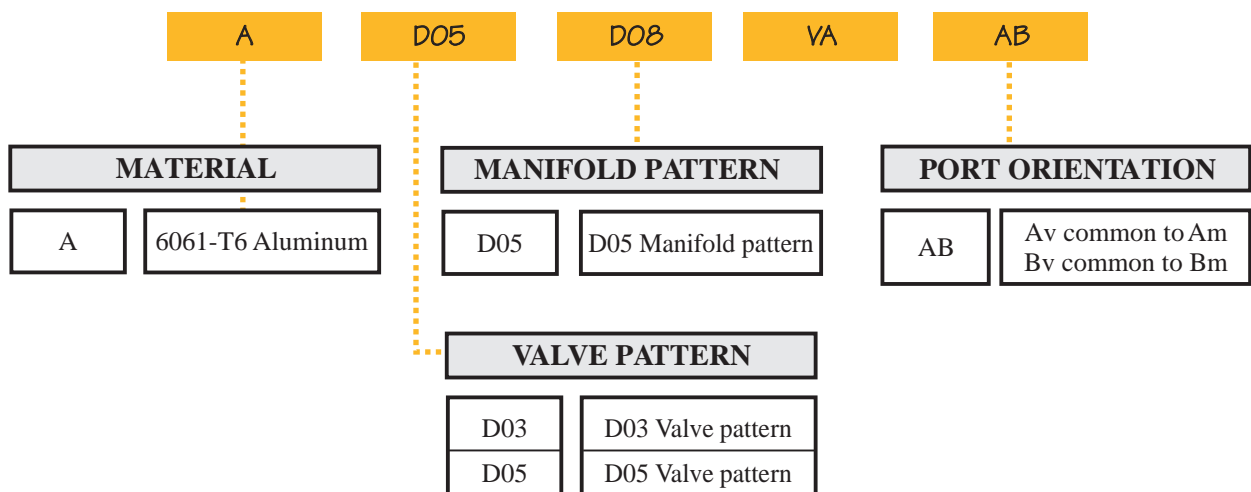 A D05 D08 VA AB
MATERIAL
A 6061-T6 Aluminum
MANIFOLD PATTERN
D05 D05 Manifold pattern
PORT ORIENTATION
AB Av common to Am
Bv common to Bm
VALVE PATTERN
D03 D03 Valve pattern
D05 D05 Valve pattern